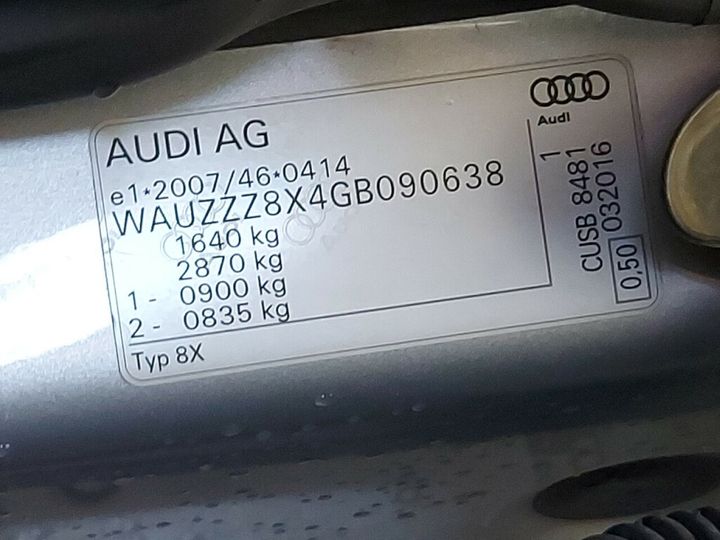 AUDI AG
e1*2007/46*0414
WAUZZZ8X4GB090638
1640 kg
2870 kg
1 - 0900 kg
2 - 0835 kg
Typ 8X
Audi
1
CUSB 8481
032016
0,50